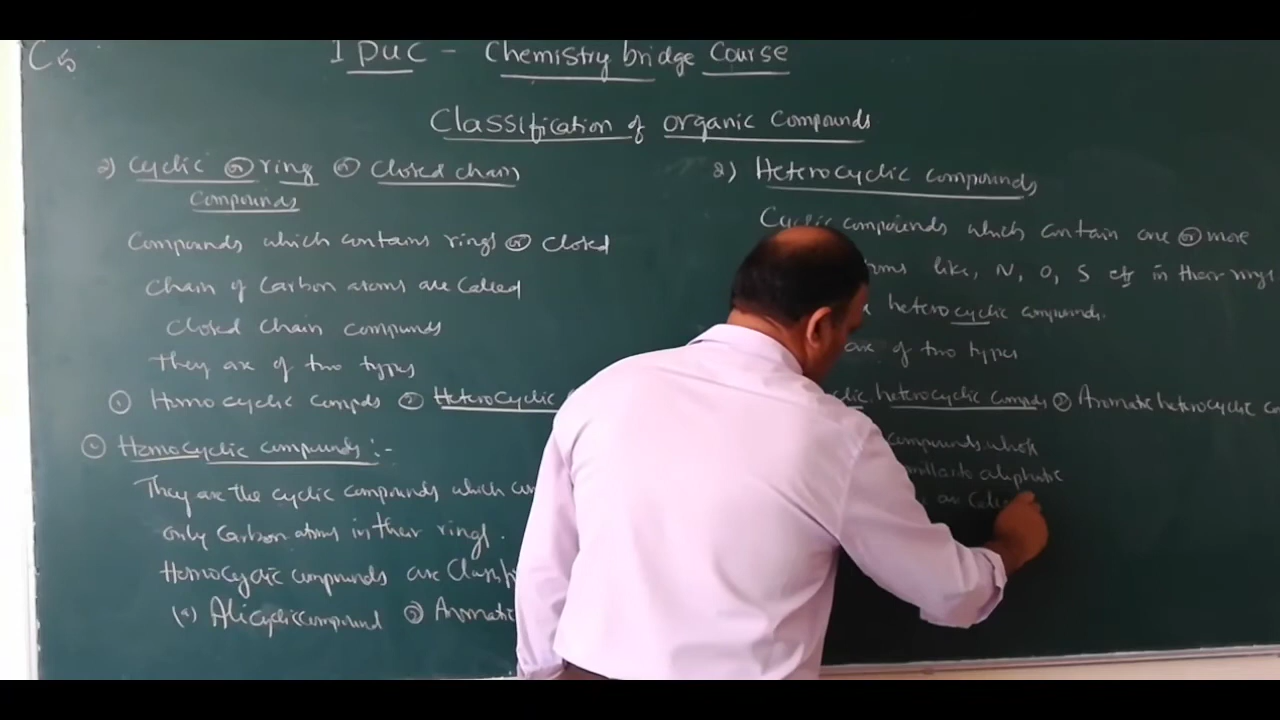 C5
I PUC - Chemistry bridge Course
Classification of organic Compounds
2) Cyclic or ring or Closed chain
Compounds
Compounds which contains rings or closed
chain of Carbon atoms are Called
Closed chain compounds
They are of two types
① Homocyclic compds ② Heterocyclic
① Homocyclic compounds :-
They are the cyclic compounds which
only Carbon atoms in their rings.
Homocyclic compounds are
(a) Alicyclic compound ② Aromatic
2) Heterocyclic compounds
Cyclic compounds which contain one or more
like, N, O, S etc in their rings
heterocyclic compounds.
are of two types
heterocyclic compds ② Aromatic heterocyclic
compounds whose
aliphatic
are